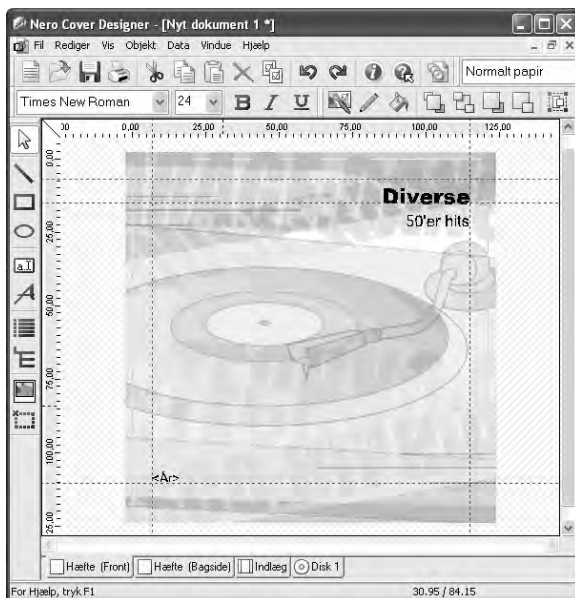 Nero Cover Designer - [Nyt dokument 1 *]
Fil Rediger Vis Objekt Data Vindue Hjælp
Normalt papir
Times New Roman 24 B I U
00 0,00 25,00 50,00 75,00 100,00 125,00
0,00
25,00
50,00
75,00
100,00
25,00
a.I
A
Diverse
50'er hits
<År>
Hæfte (Front) Hæfte (Bagside) Indlæg Disk 1
For Hjælp, tryk F1 30.95 / 84.15